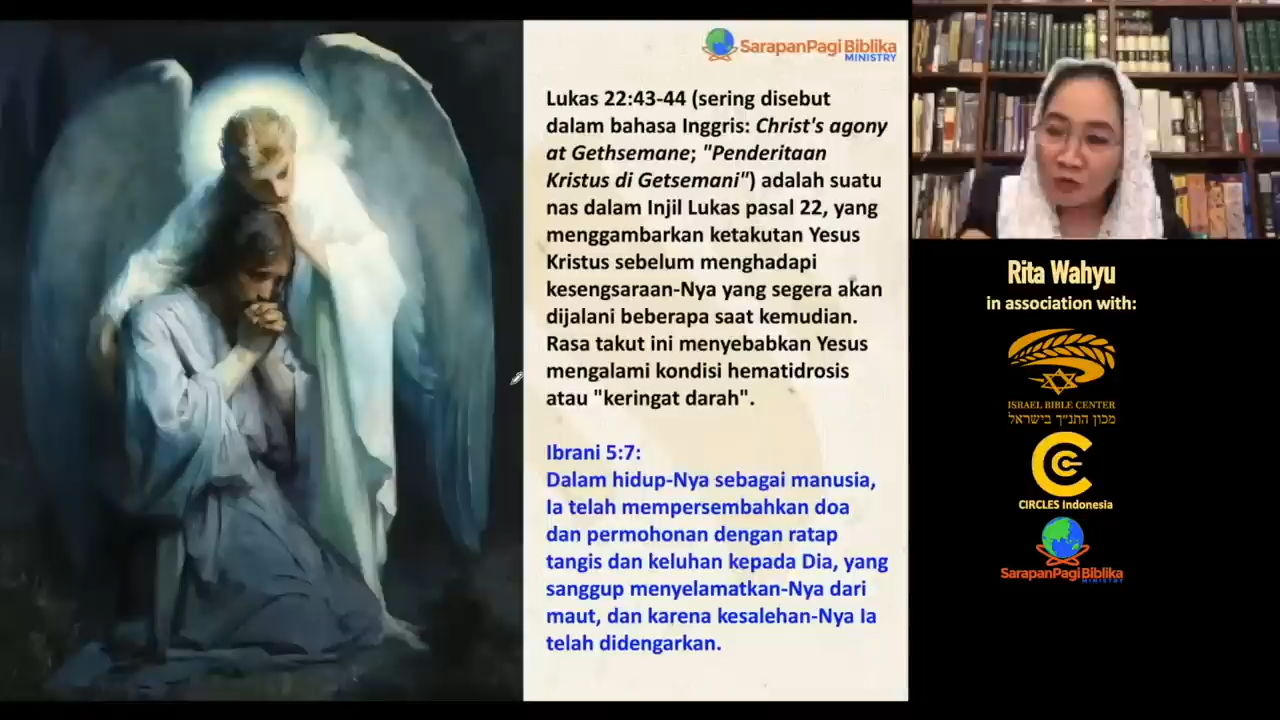 SarapanPagi Biblika
MINISTRY
Lukas 22:43-44 (sering disebut
dalam bahasa Inggris: Christ's agony
at Gethsemane; "Penderitaan
Kristus di Getsemani") adalah suatu
nas dalam Injil Lukas pasal 22, yang
menggambarkan ketakutan Yesus
Kristus sebelum menghadapi
kesengsaraan-Nya yang segera akan
dijalani beberapa saat kemudian.
Rasa takut ini menyebabkan Yesus
mengalami kondisi hematidrosis
atau "keringat darah".
Ibrani 5:7:
Dalam hidup-Nya sebagai manusia,
Ia telah mempersembahkan doa
dan permohonan dengan ratap
tangis dan keluhan kepada Dia, yang
sanggup menyelamatkan-Nya dari
maut, dan karena kesalehan-Nya Ia
telah didengarkan.
Rita Wahyu
in association with:
ISRAEL BIBLE CENTER
מכון התנ״ך בישראל
CIRCLES Indonesia
SarapanPagi Biblika
MINISTRY